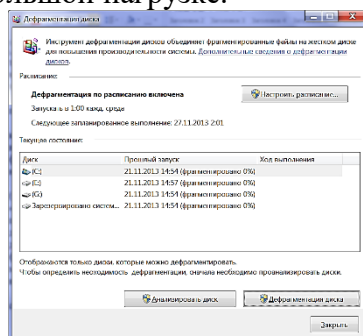 большой нагрузке.
Дефрагментация диска
Инструмент дефрагментации дисков объединяет фрагментированные файлы на жестком диске
для повышения производительности системы. Дополнительные сведения о дефрагментации
дисков.
Расписание:
Дефрагментация по расписанию включена
Настроить расписание...
Запускать в 1:00 кажд. среда
Следующее запланированное выполнение: 27.11.2013 2:01
Текущее состояние:
Диск Прошлый запуск Ход выполнения
(C:) 21.11.2013 14:54 (фрагментировано 0%)
(E:) 21.11.2013 14:57 (фрагментировано 0%)
(G:) 21.11.2013 14:54 (фрагментировано 0%)
Зарезервировано систем... 21.11.2013 14:54 (фрагментировано 0%)
Отображаются только диски, которые можно дефрагментировать.
Чтобы определить необходимость дефрагментации, сначала необходимо проанализировать диски.
Анализировать диск Дефрагментация диска
Закрыть